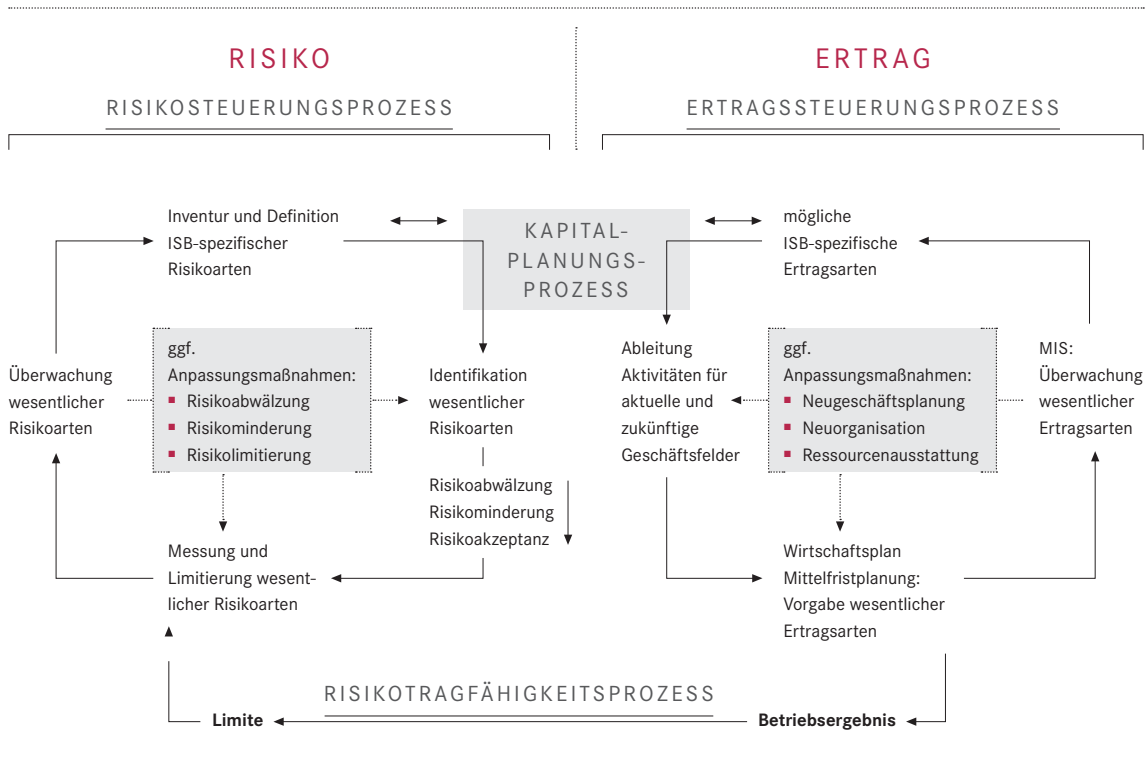 RISIKO
RISIKOSTEUERUNGSPROZESS
ERTRAG
ERTRAGSSTEUERUNGSPROZESS
Inventur und Definition
ISB-spezifischer
Risikoarten
KAPITAL-
PLANUNGS-
PROZESS
mögliche
ISB-spezifische
Ertragsarten
Überwachung
wesentlicher
Risikoarten
ggf.
Anpassungsmaßnahmen:
▪ Risikoabwälzung
▪ Risikominderung
▪ Risikolimitierung
Identifikation
wesentlicher
Risikoarten
Risikoabwälzung
Risikominderung
Risikoakzeptanz
Messung und
Limitierung wesent-
licher Risikoarten
Ableitung
Aktivitäten für
aktuelle und
zukünftige
Geschäftsfelder
ggf.
Anpassungsmaßnahmen:
▪ Neugeschäftsplanung
▪ Neuorganisation
▪ Ressourcenausstattung
MIS:
Überwachung
wesentlicher
Ertragsarten
Wirtschaftsplan
Mittelfristplanung:
Vorgabe wesentlicher
Ertragsarten
RISIKOTRAGFÄHIGKEITSPROZESS
Limite
Betriebsergebnis